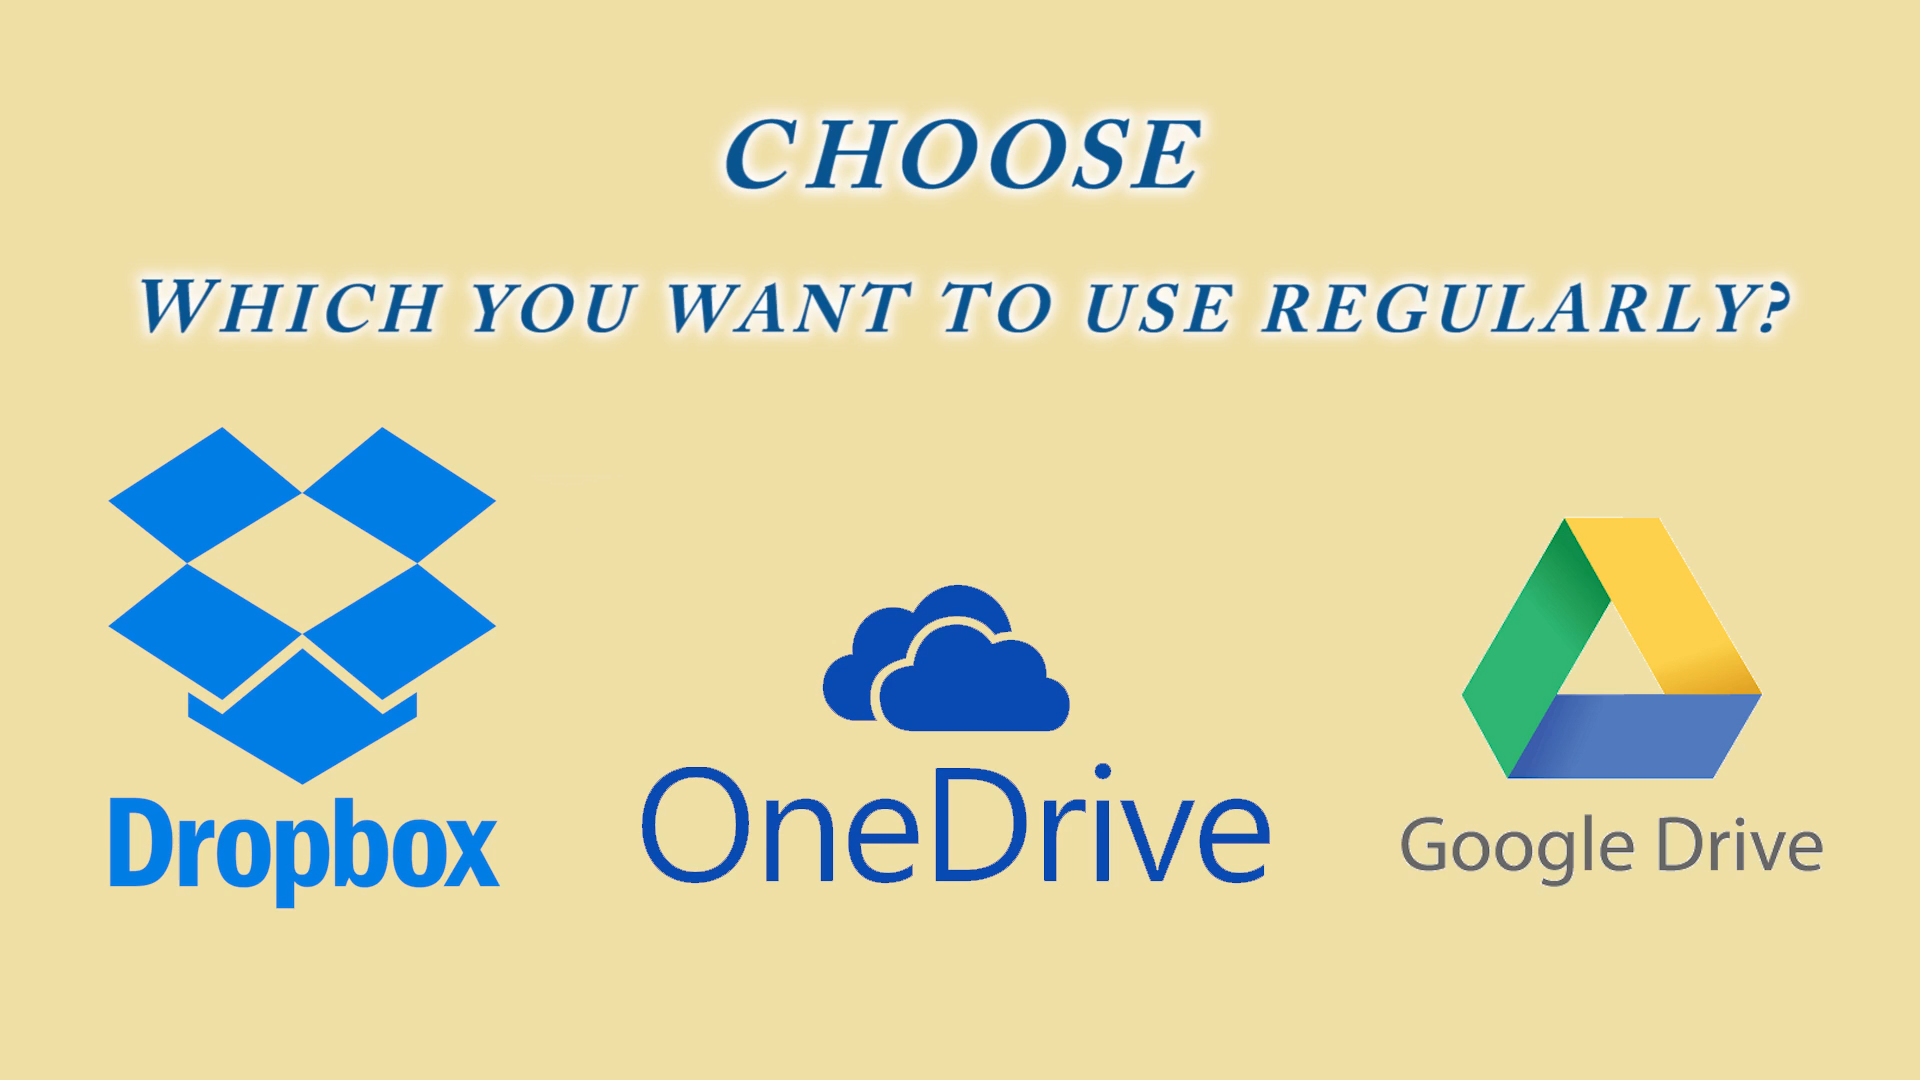 CHOOSE
WHICH YOU WANT TO USE REGULARLY?
Dropbox
OneDrive
Google Drive